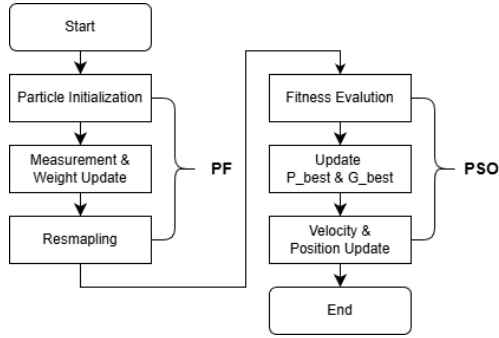 Start
Particle Initialization
Measurement &
Weight Update
Resmapling
PF
Fitness Evalution
Update
P_best & G_best
Velocity &
Position Update
PSO
End